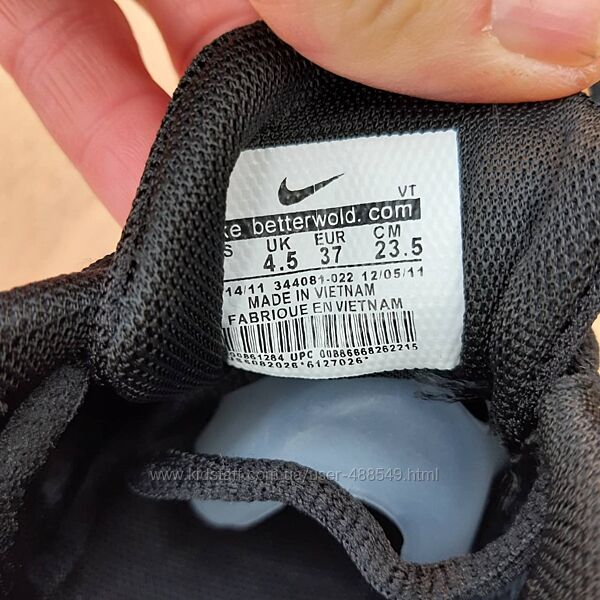 VT
ke betterwold. com
S UK EUR CM
4.5 37 23.5
14/11 344081-022 12/05/11
MADE IN VIETNAM
FABRIQUE EN VIETNAM
00861284 UPC 00886668262215